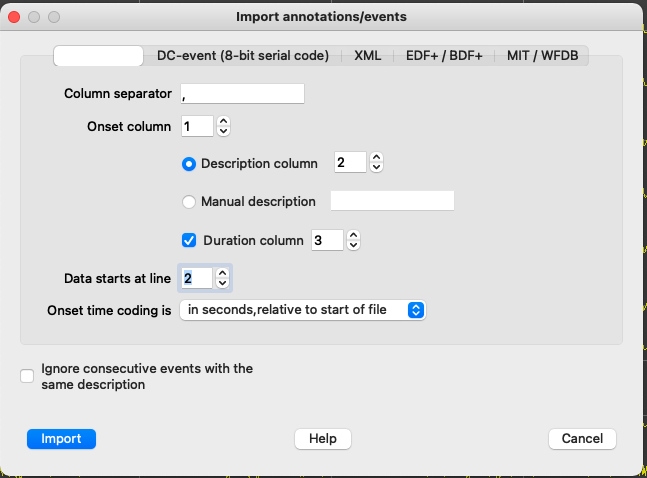 Import annotations/events
DC-event (8-bit serial code) XML EDF+ / BDF+ MIT / WFDB
Column separator ,
Onset column 1
Description column 2
Manual description
Duration column 3
Data starts at line 2
Onset time coding is in seconds,relative to start of file
Ignore consecutive events with the
same description
Import Help Cancel